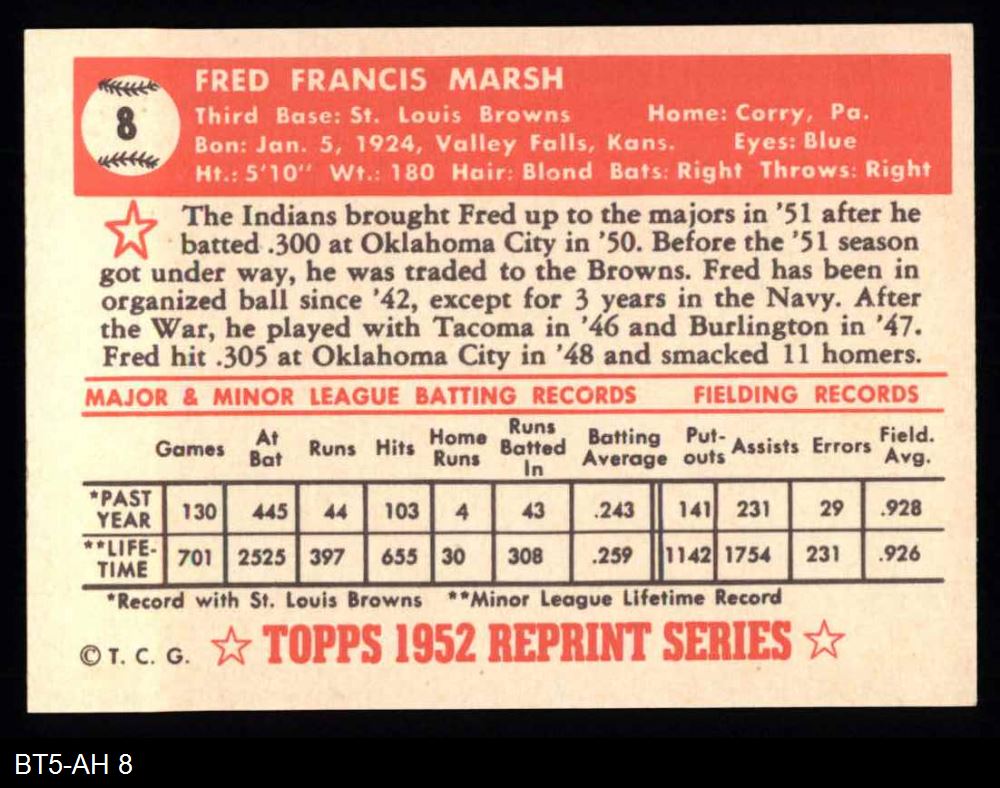 8
FRED FRANCIS MARSH
Third Base: St. Louis Browns Home: Corry, Pa.
Bon: Jan. 5, 1924, Valley Falls, Kans. Eyes: Blue
Ht.: 5'10" Wt.: 180 Hair: Blond Bats: Right Throws: Right
The Indians brought Fred up to the majors in '51 after he
batted .300 at Oklahoma City in '50. Before the '51 season
got under way, he was traded to the Browns. Fred has been in
organized ball since '42, except for 3 years in the Navy. After
the War, he played with Tacoma in '46 and Burlington in '47.
Fred hit .305 at Oklahoma City in '48 and smacked 11 homers.
MAJOR & MINOR LEAGUE BATTING RECORDS FIELDING RECORDS
Games At Bat Runs Hits Home Runs Runs Batted In Batting Average Put-outs Assists Errors Field. Avg.
*PAST YEAR 130 445 44 103 4 43 .243 141 231 29 .928
**LIFE-TIME 701 2525 397 655 30 308 .259 1142 1754 231 .926
*Record with St. Louis Browns **Minor League Lifetime Record
© T. C. G. TOPPS 1952 REPRINT SERIES
BT5-AH 8